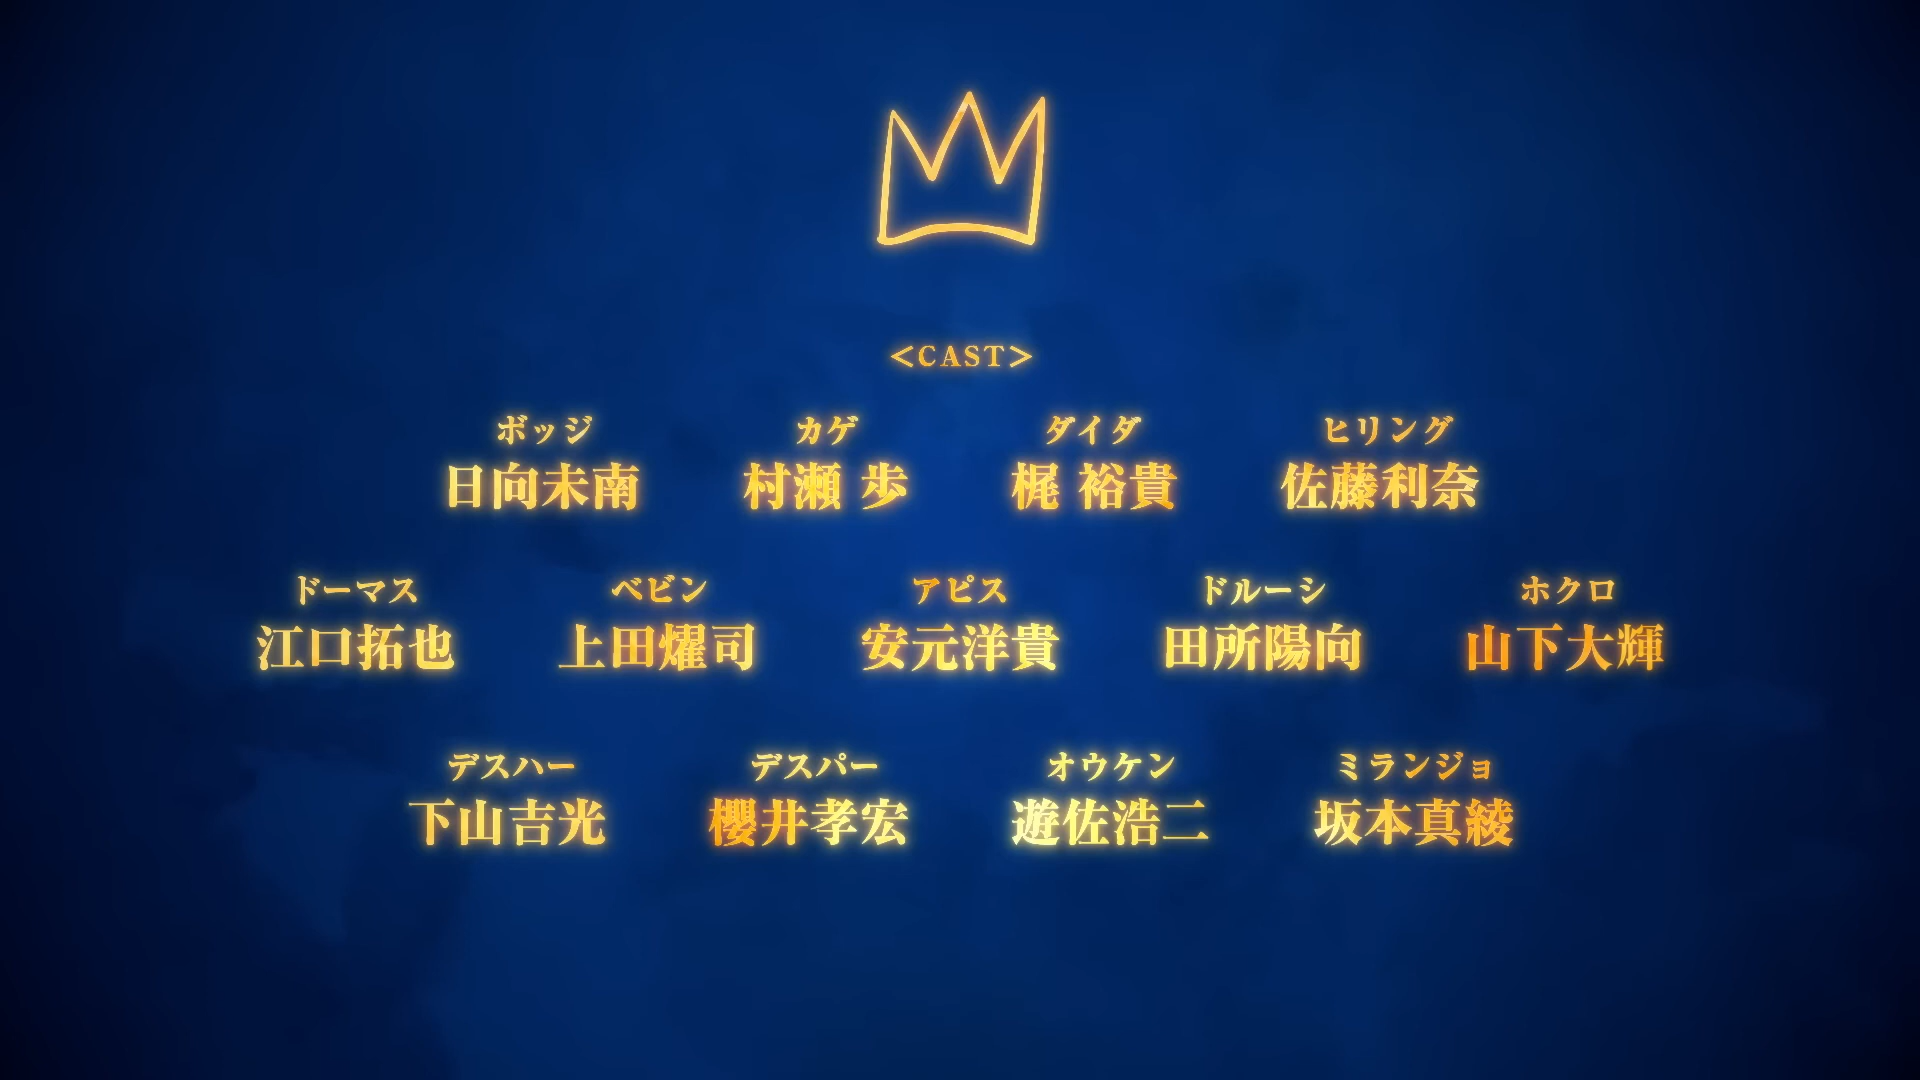 <CAST>
ボッジ カゲ ダイダ ヒリング
日向未南 村瀬 歩 梶 裕貴 佐藤利奈
ドーマス ベビン アピス ドルーシ ホクロ
江口拓也 上田燿司 安元洋貴 田所陽向 山下大輝
デスハー デスパー オウケン ミランジョ
下山吉光 櫻井孝宏 遊佐浩二 坂本真綾